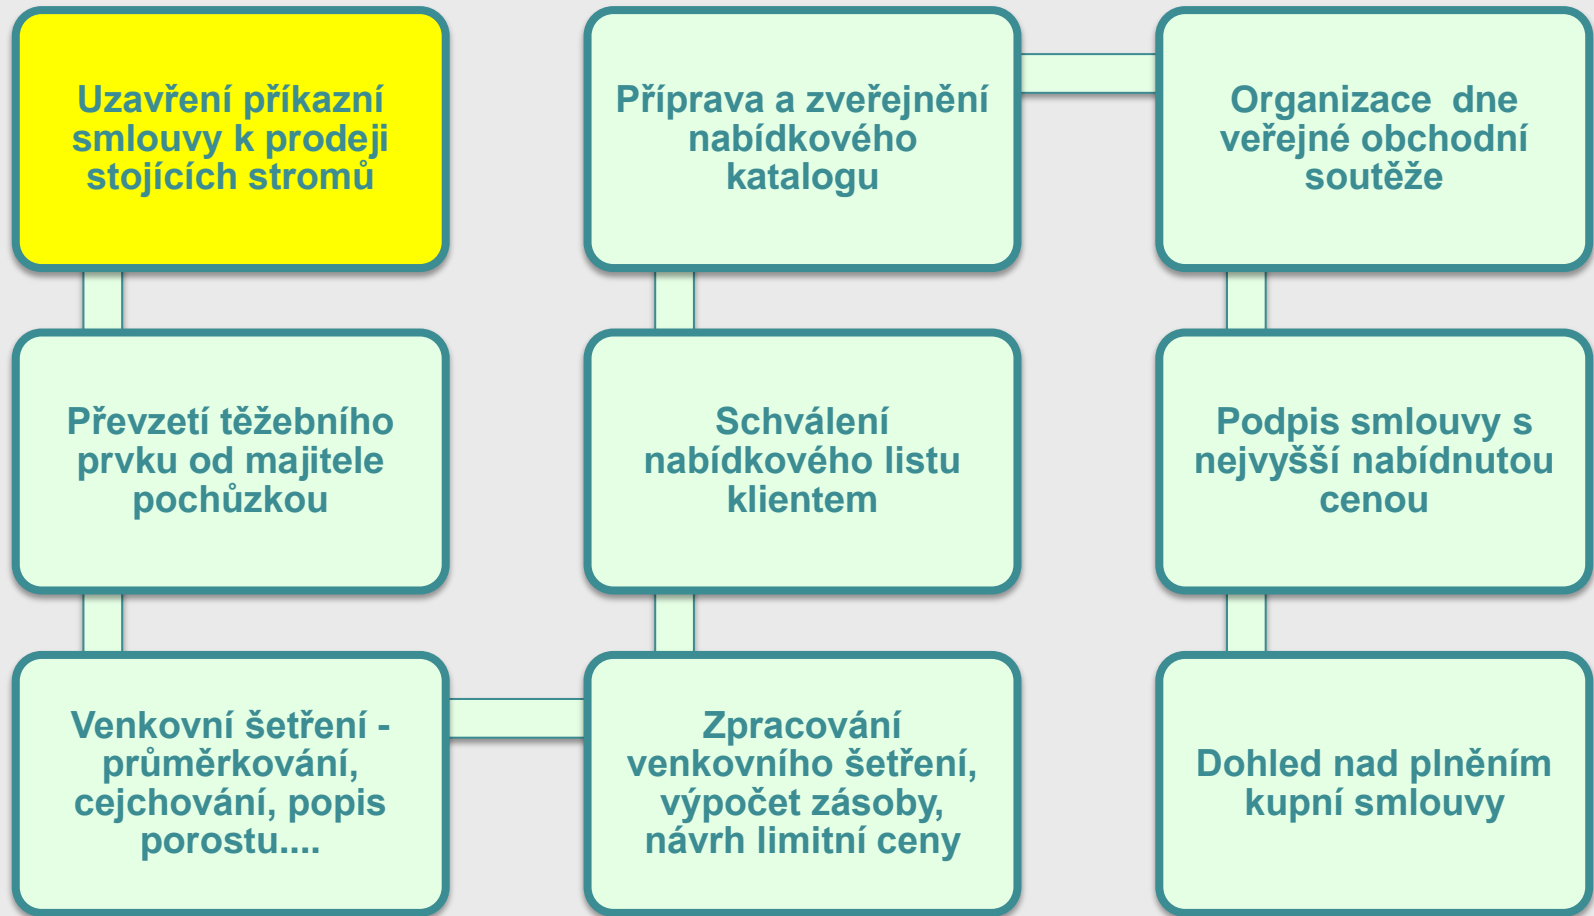 Uzavření příkazní
smlouvy k prodeji
stojících stromů
Převzetí těžebního
prvku od majitele
pochůzkou
Venkovní šetření -
průměrkování,
cejchování, popis
porostu....
Zpracování
venkovního šetření,
výpočet zásoby,
návrh limitní ceny
Schválení
nabídkového listu
klientem
Příprava a zveřejnění
nabídkového
katalogu
Organizace  dne
veřejné obchodní
soutěže
Podpis smlouvy s
nejvyšší nabídnutou
cenou
Dohled nad plněním
kupní smlouvy